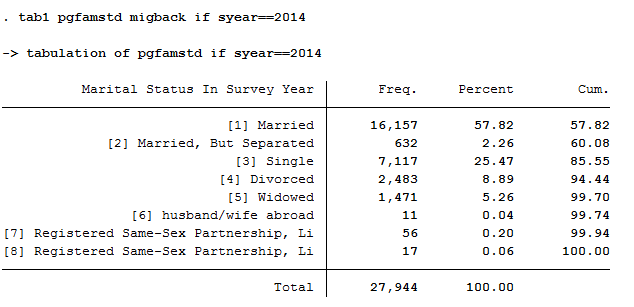 . tab1 pgfamstd migback if syear==2014
-> tabulation of pgfamstd if syear==2014
Marital Status In Survey Year Freq. Percent Cum.
[1] Married 16,157 57.82 57.82
[2] Married, But Separated 632 2.26 60.08
[3] Single 7,117 25.47 85.55
[4] Divorced 2,483 8.89 94.44
[5] Widowed 1,471 5.26 99.70
[6] husband/wife abroad 11 0.04 99.74
[7] Registered Same-Sex Partnership, Li 56 0.20 99.94
[8] Registered Same-Sex Partnership, Li 17 0.06 100.00
Total 27,944 100.00